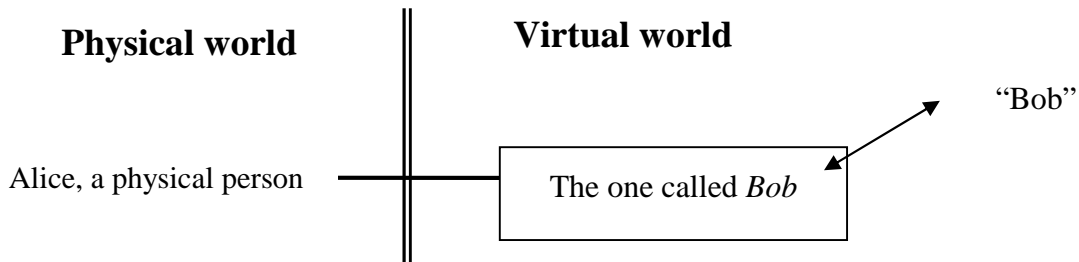 Physical world
Virtual world
“Bob”
Alice, a physical person
The one called Bob